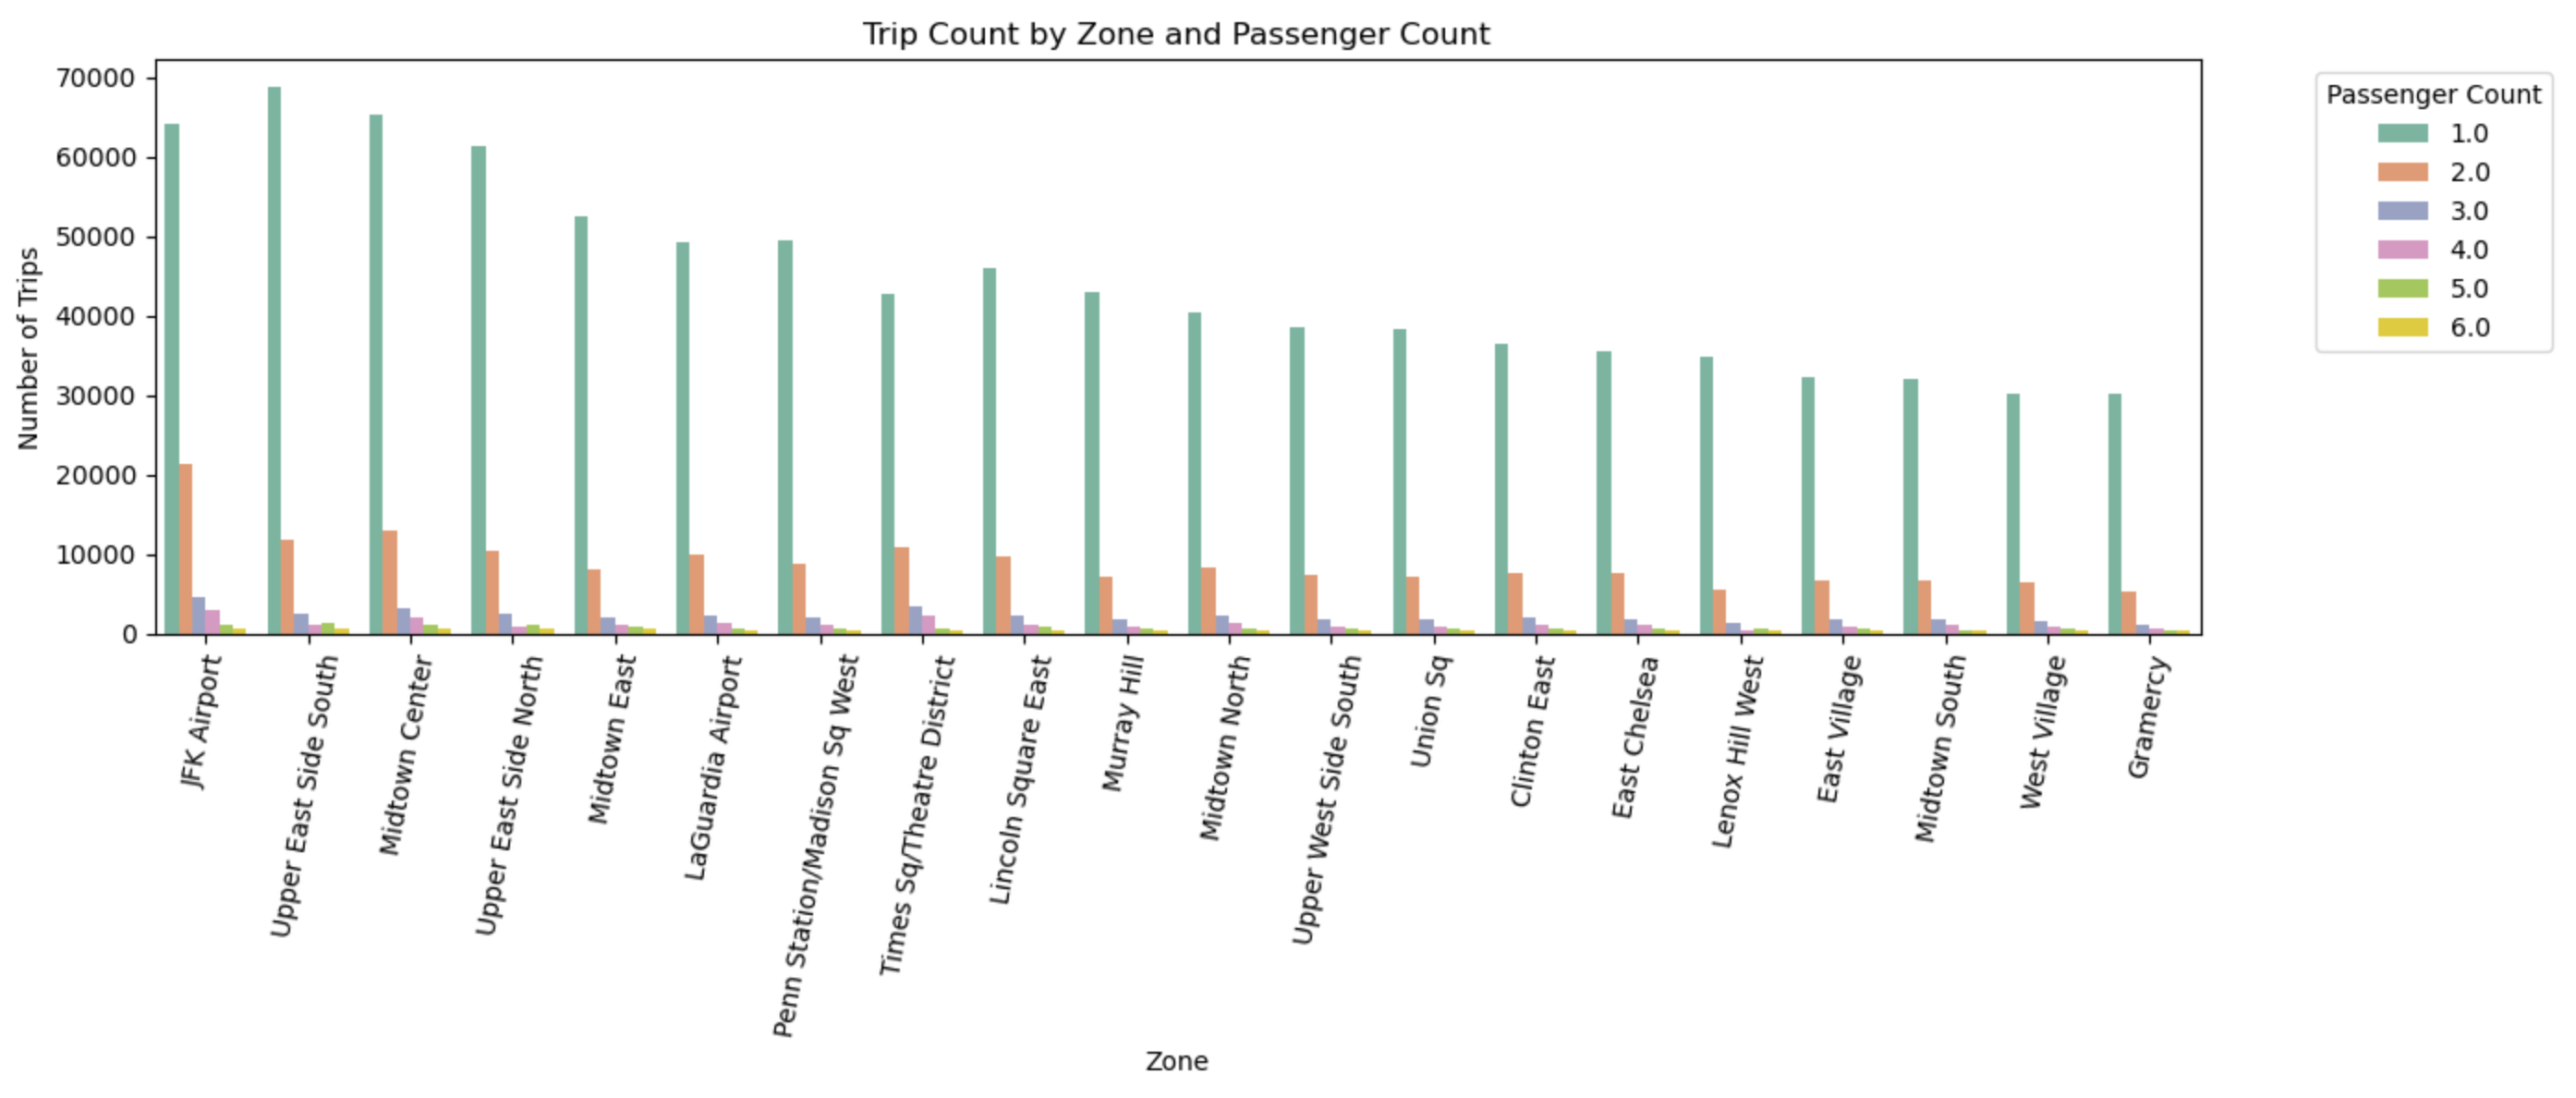 Trip Count by Zone and Passenger Count
Number of Trips
70000
60000
50000
40000
30000
20000
10000
0
JFK Airport
Upper East Side South
Midtown Center
Upper East Side North
Midtown East
LaGuardia Airport
Penn Station/Madison Sq West
Times Sq/Theatre District
Lincoln Square East
Murray Hill
Midtown North
Upper West Side South
Union Sq
Clinton East
East Chelsea
Lenox Hill West
East Village
Midtown South
West Village
Gramercy
Zone
Passenger Count
1.0
2.0
3.0
4.0
5.0
6.0